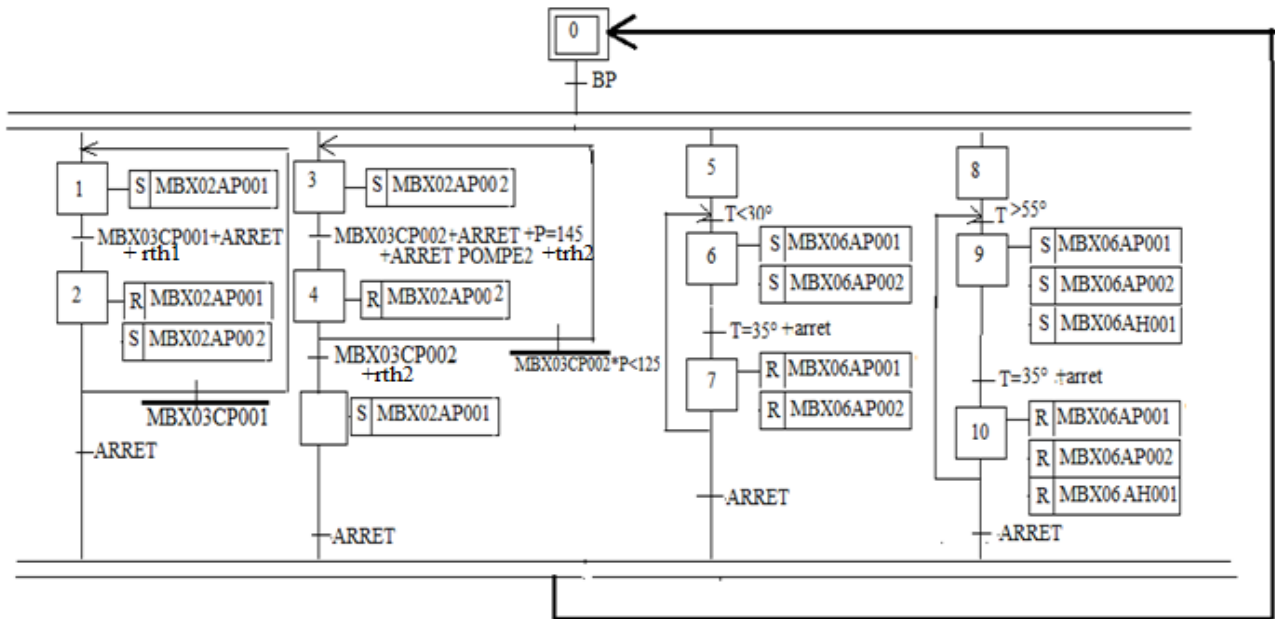 0
BP
1
S MBX02AP001
MBX03CP001+ARRET
+ rth1
2
R MBX02AP001
S MBX02AP002
MBX03CP001
ARRET
3
S MBX02AP002
MBX03CP002+ARRET +P=145
+ARRET POMPE2 +trh2
4
R MBX02AP002
MBX03CP002*P<125
MBX03CP002
+rth2
S MBX02AP001
ARRET
5
T<30°
6
S MBX06AP001
S MBX06AP002
T=35° +arret
7
R MBX06AP001
R MBX06AP002
ARRET
8
T >55°
9
S MBX06AP001
S MBX06AP002
S MBX06AH001
T=35° +arret
10
R MBX06AP001
R MBX06AP002
R MBX06AH001
ARRET